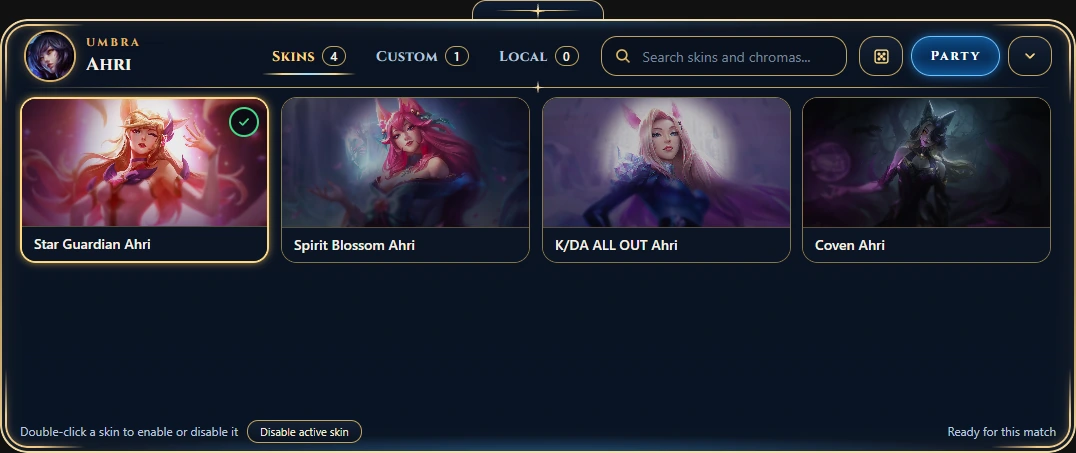 UMBRA
AHRI
SKINS 4 CUSTOM 1 LOCAL 0 Search skins and chromas... PARTY
Star Guardian Ahri
Spirit Blossom Ahri
K/DA ALL OUT Ahri
Coven Ahri
Double-click a skin to enable or disable it Disable active skin Ready for this match